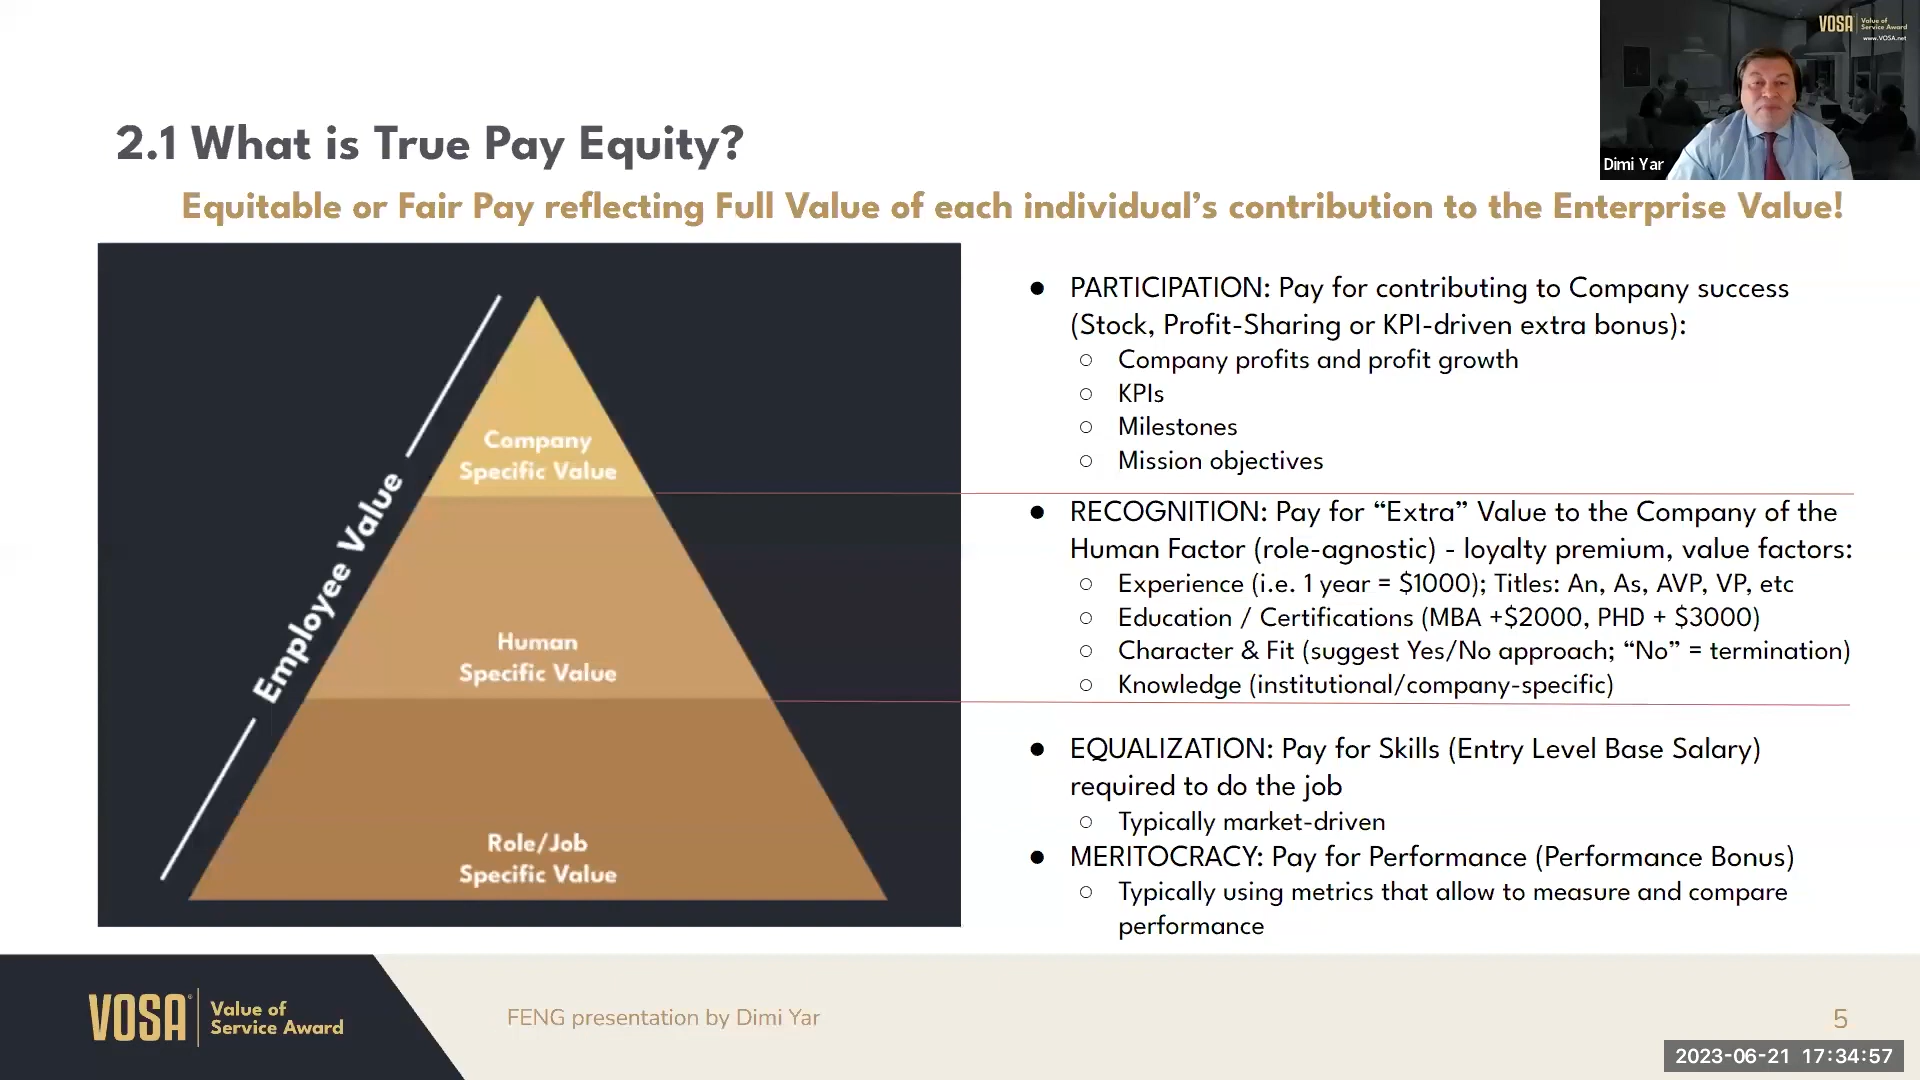 VOSA Value of
Service Award
www.VOSA.net
Dimi Yar
2.1 What is True Pay Equity?
Equitable or Fair Pay reflecting Full Value of each individual’s contribution to the Enterprise Value!
Employee Value
Company
Specific Value
Human
Specific Value
Role/Job
Specific Value
● PARTICIPATION: Pay for contributing to Company success
(Stock, Profit-Sharing or KPI-driven extra bonus):
○ Company profits and profit growth
○ KPIs
○ Milestones
○ Mission objectives
● RECOGNITION: Pay for “Extra” Value to the Company of the
Human Factor (role-agnostic) - loyalty premium, value factors:
○ Experience (i.e. 1 year = $1000); Titles: An, As, AVP, VP, etc
○ Education / Certifications (MBA +$2000, PHD + $3000)
○ Character & Fit (suggest Yes/No approach; “No” = termination)
○ Knowledge (institutional/company-specific)
● EQUALIZATION: Pay for Skills (Entry Level Base Salary)
required to do the job
○ Typically market-driven
● MERITOCRACY: Pay for Performance (Performance Bonus)
○ Typically using metrics that allow to measure and compare
performance
VOSA® Value of
Service Award
FENG presentation by Dimi Yar
5
2023-06-21 17:34:57